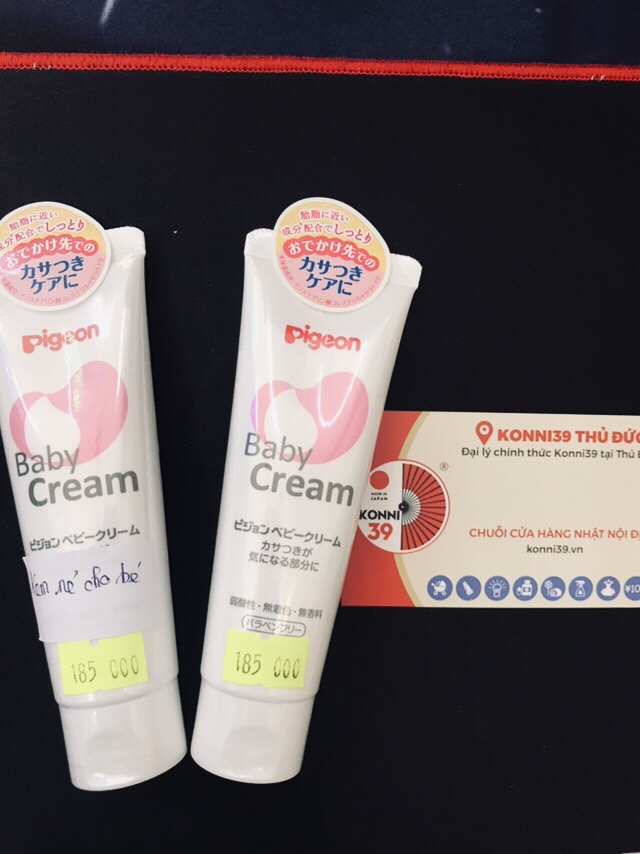 胎脂に近い
成分配合でしっとり
おでかけ先での
カサつき
ケアに
Pigeon
Baby
Cream
ピジョン ベビークリーム
nẻ cho bé
185 000
胎脂に近い
成分配合でしっとり
おでかけ先での
カサつき
ケアに
Pigeon
Baby
Cream
ピジョン ベビークリーム
カサつきが
気になる部分に
弱酸性・無着色・無香料
パラベンフリー
185 000
KONNI39 THỦ ĐỨC
Đại lý chính thức Konni39 tại Thủ Đ
®
MADE IN
JAPAN
KONNI
39
CHUỖI CỬA HÀNG NHẬT NỘI ĐỊ
konni39.vn
¥10